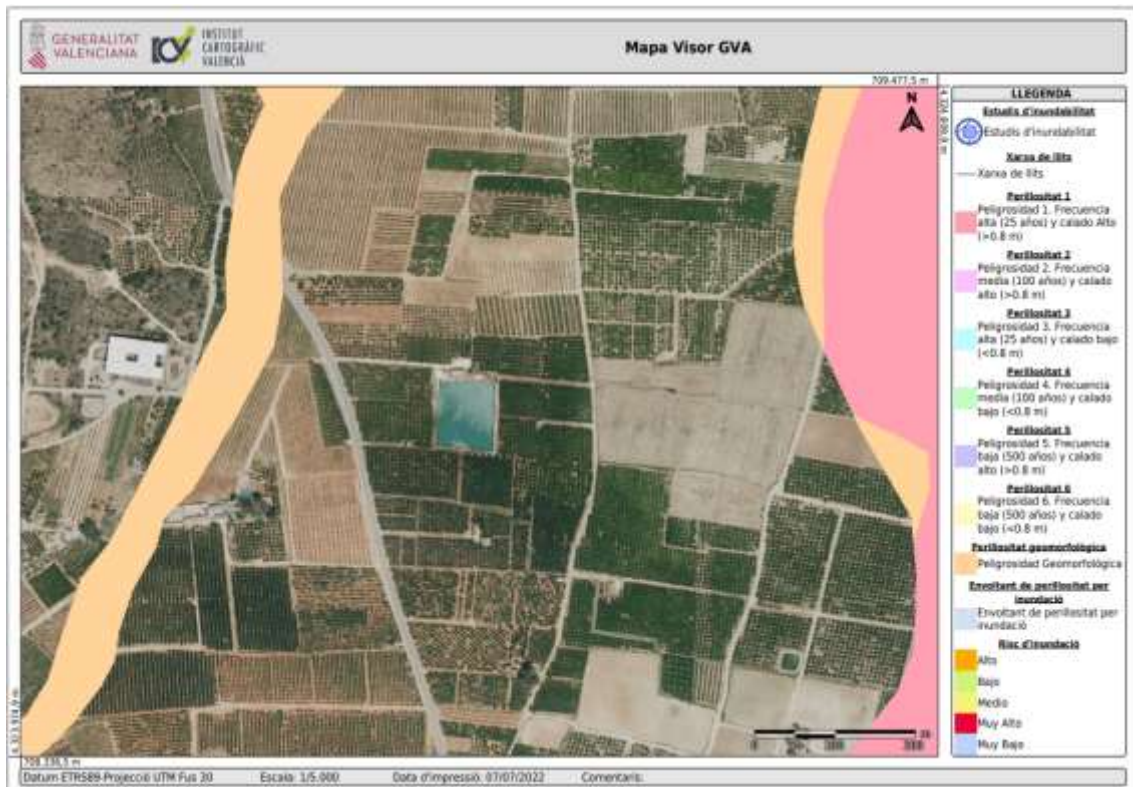 GENERALITAT
VALENCIANA
INSTITUT
CARTOGRÀFIC
VALENCIÀ
Mapa Visor GVA
709.477,5 m
N
LLEGENDA
Estudis d'inundabilitat
Estudis d'inundabilitat
Xarxa de llits
Xarxa de llits
Perillositat 1
Peligrosidad 1. Frecuencia
alta (25 años) y calado Alto
(>0.8 m)
Perillositat 2
Peligrosidad 2. Frecuencia
media (100 años) y calado
alto (>0.8 m)
Perillositat 3
Peligrosidad 3. Frecuencia
alta (25 años) y calado bajo
(<0.8 m)
Perillositat 4
Peligrosidad 4. Frecuencia
media (100 años) y calado
bajo (<0.8 m)
Perillositat 5
Peligrosidad 5. Frecuencia
baja (500 años) y calado
alto (>0.8 m)
Perillositat 6
Peligrosidad 6. Frecuencia
baja (500 años) y calado
bajo (<0.8 m)
Perillositat geomorfològica
Peligrosidad Geomorfológica
Envoltant de perillositat per
inundació
Envoltant de perillositat per
inundació
Risc d'inundació
Alto
Bajo
Medio
Muy Alto
Muy Bajo
Datum ETRS89-Projecció UTM Fus 30
Escala: 1/5.000
Data d'impressió: 07/07/2022
Comentaris: